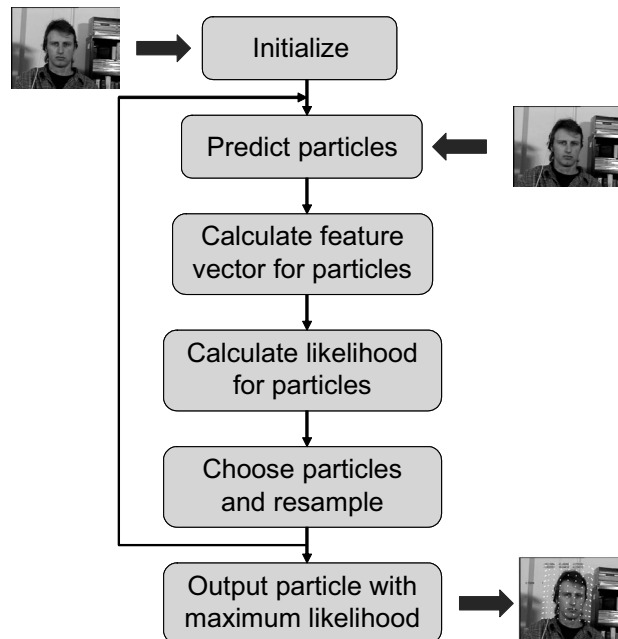 Initialize
Predict particles
Calculate feature
vector for particles
Calculate likelihood
for particles
Choose particles
and resample
Output particle with
maximum likelihood